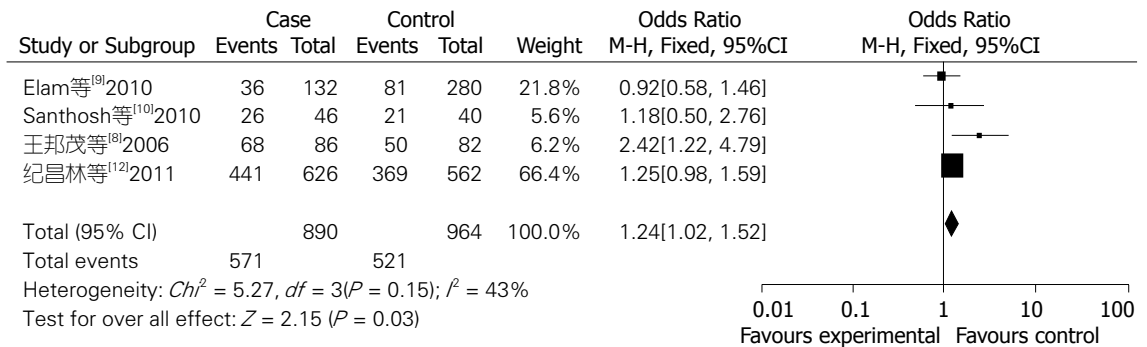 Case Control Odds Ratio Odds Ratio
Study or Subgroup Events Total Events Total Weight M-H, Fixed, 95%CI M-H, Fixed, 95%CI
Elam等[9]2010 36 132 81 280 21.8% 0.92[0.58, 1.46]
Santhosh等[10]2010 26 46 21 40 5.6% 1.18[0.50, 2.76]
王邦茂等[8]2006 68 86 50 82 6.2% 2.42[1.22, 4.79]
纪昌林等[12]2011 441 626 369 562 66.4% 1.25[0.98, 1.59]
Total (95% CI) 890 964 100.0% 1.24[1.02, 1.52]
Total events 571 521
Heterogeneity: Chi² = 5.27, df = 3(P = 0.15); I² = 43%
Test for over all effect: Z = 2.15 (P = 0.03)
0.01 0.1 1 10 100
Favours experimental Favours control